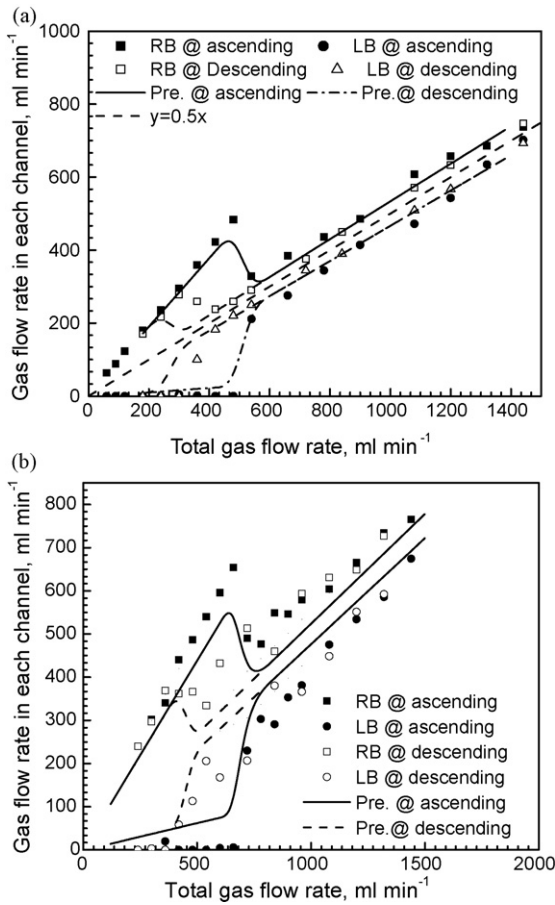 (a)
1000
800
600
400
200
0
Gas flow rate in each channel, ml min⁻¹
RB @ ascending LB @ ascending
RB @ Descending LB @ descending
Pre. @ ascending Pre.@ descending
y=0.5x
0 200 400 600 800 1000 1200 1400
Total gas flow rate, ml min⁻¹
(b)
800
700
600
500
400
300
200
100
0
Gas flow rate in each channel, ml min⁻¹
RB @ ascending
LB @ ascending
RB @ descending
LB @ descending
Pre. @ ascending
Pre.@ descending
0 500 1000 1500 2000
Total gas flow rate, ml min⁻¹